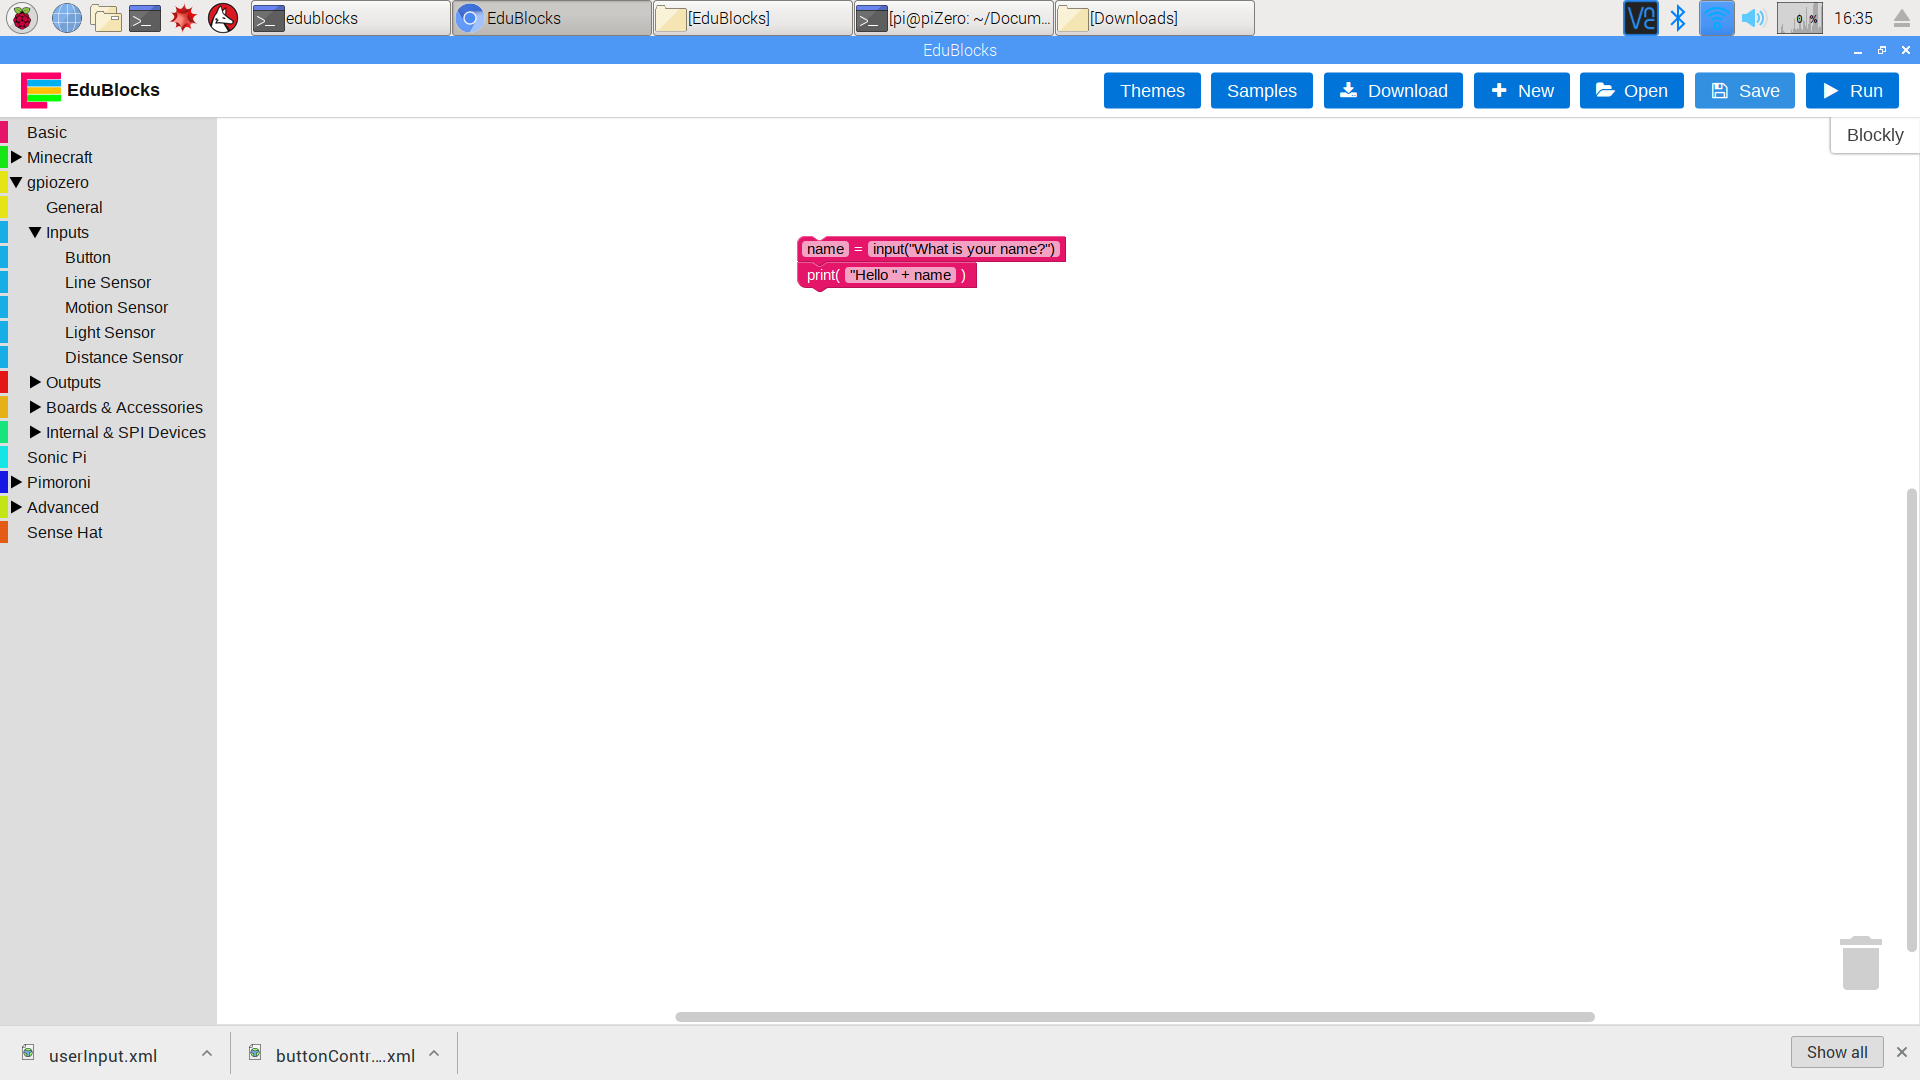 edublocks
EduBlocks
[EduBlocks]
[pi@piZero: ~/Docum...
[Downloads]
0 %
16:35
EduBlocks
EduBlocks
Themes
Samples
Download
New
Open
Save
Run
Blockly
Basic
Minecraft
gpiozero
General
Inputs
Button
Line Sensor
Motion Sensor
Light Sensor
Distance Sensor
Outputs
Boards & Accessories
Internal & SPI Devices
Sonic Pi
Pimoroni
Advanced
Sense Hat
name = input("What is your name?")
print( "Hello " + name )
userInput.xml
buttonContr....xml
Show all